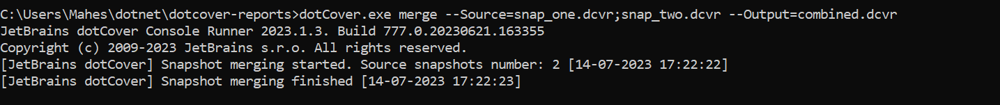 C:\Users\Mahes\dotnet\dotcover-reports>dotCover.exe merge --Source=snap_one.dcvr;snap_two.dcvr --Output=combined.dcvr
JetBrains dotCover Console Runner 2023.1.3. Build 777.0.20230621.163355
Copyright (c) 2009-2023 JetBrains s.r.o. All rights reserved.
[JetBrains dotCover] Snapshot merging started. Source snapshots number: 2 [14-07-2023 17:22:22]
[JetBrains dotCover] Snapshot merging finished [14-07-2023 17:22:23]